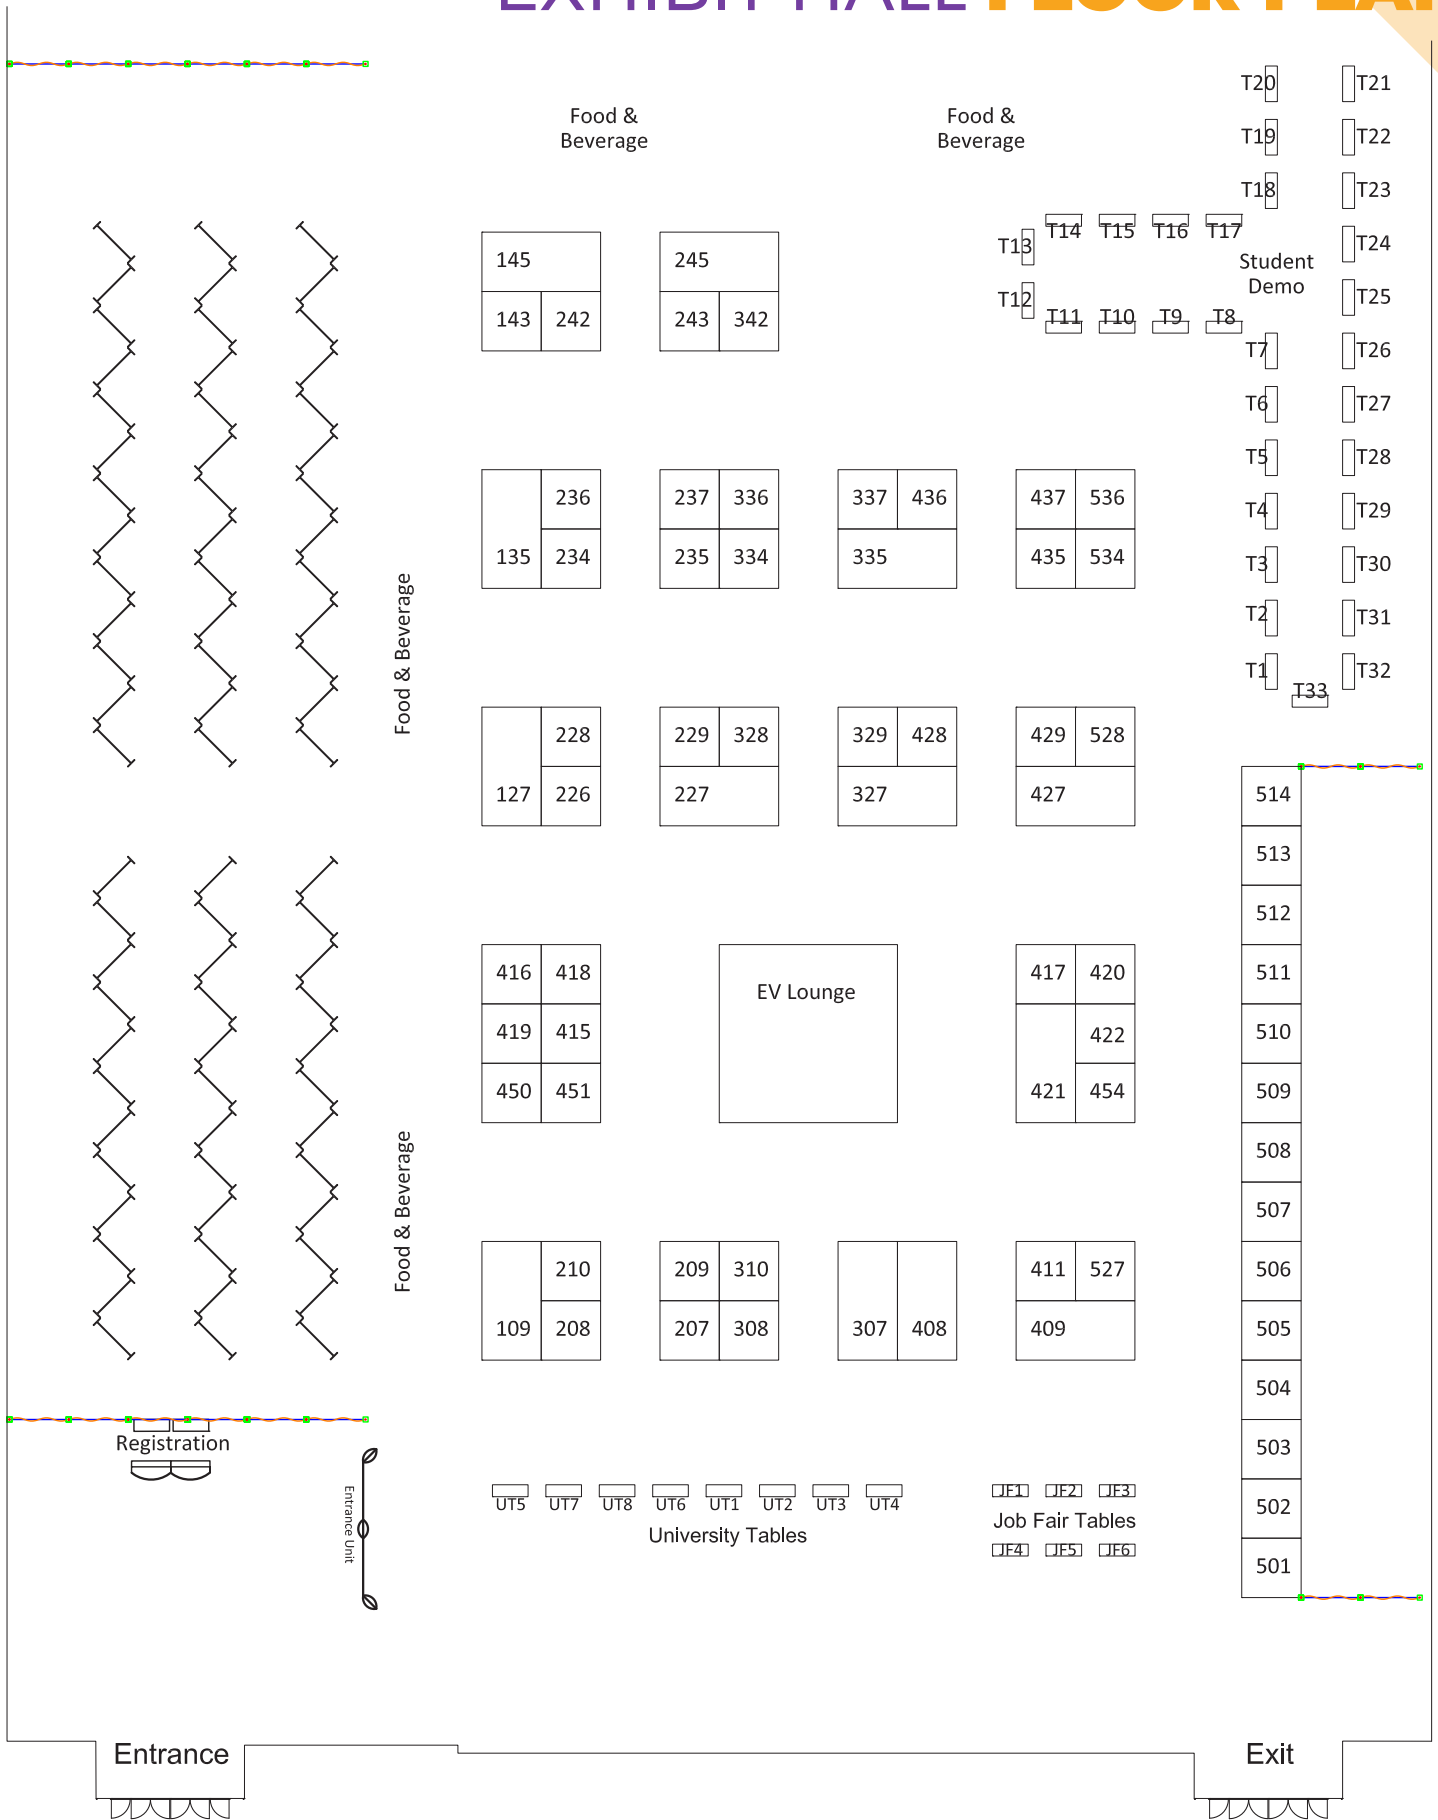 EXHIBIT HALL FLOOR PLAN
Food &
Beverage
Food &
Beverage
T20
T21
T19
T22
T18
T23
T14 T15 T16 T17
T13
T24
Student
Demo
T12
T25
T11 T10 T9 T8
T7
T26
T6
T27
T5
T28
T4
T29
T3
T30
T2
T31
T1
T32
T33
145
245
143 242
243 342
236
237 336
337 436
437 536
135 234
235 334
335
435 534
Food & Beverage
228
229 328
329 428
429 528
127 226
227
327
427
514
513
512
511
510
509
508
507
506
505
504
503
502
501
416 418
419 415
450 451
EV Lounge
417 420
422
421 454
Food & Beverage
210
209 310
411 527
109 208
207 308
307 408
409
Registration
Entrance Unit
UT5 UT7 UT8 UT6 UT1 UT2 UT3 UT4
University Tables
JF1 JF2 JF3
Job Fair Tables
JF4 JF5 JF6
Entrance
Exit